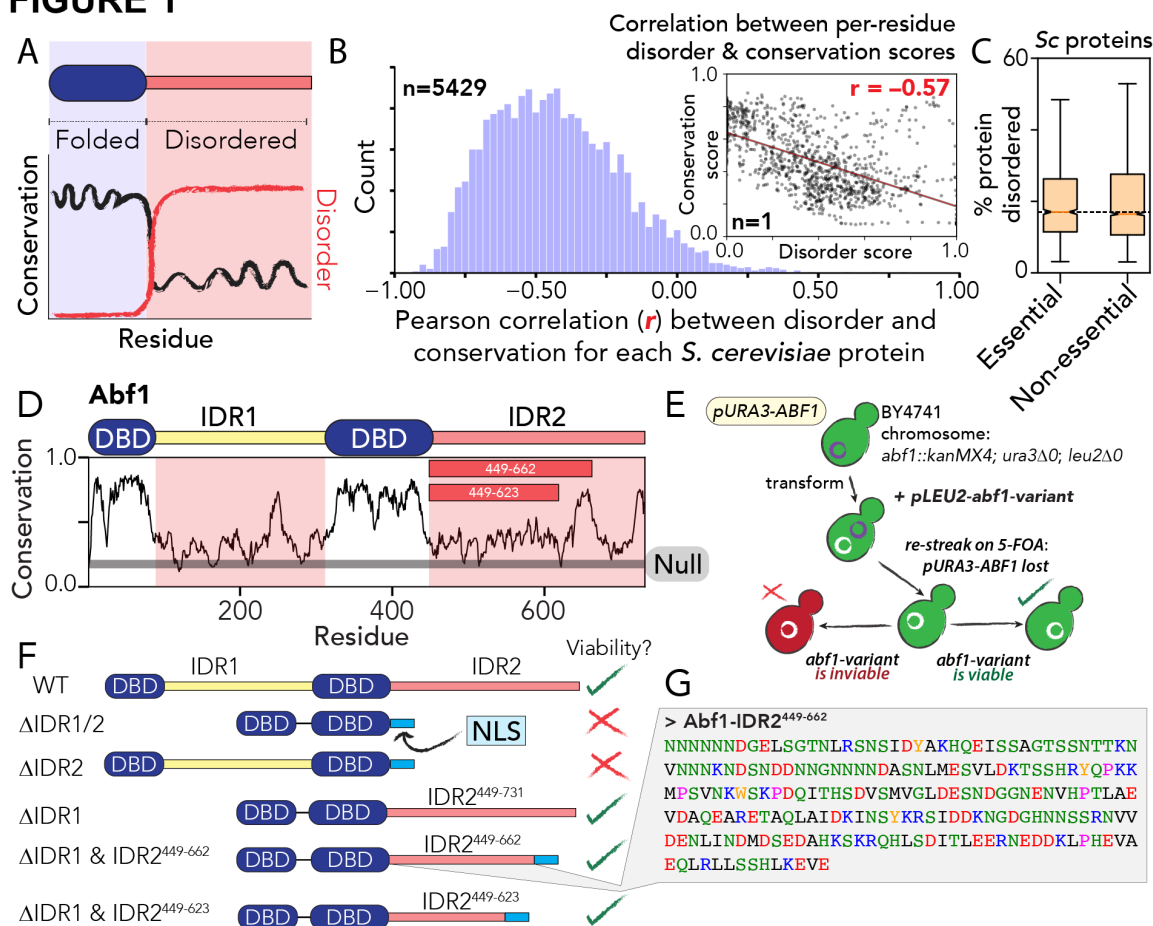 FIGURE 1
A
Folded
Disordered
Conservation
Disorder
Residue
B
Correlation between per-residue
disorder & conservation scores
n=5429
Count
−1.00
−0.50
0.00
0.50
1.00
Pearson correlation (r) between disorder and
conservation for each S. cerevisiae protein
r = −0.57
Conservation
score
1.0
0.0
n=1
0.0
1.0
Disorder score
C
Sc proteins
60
0
% protein
disordered
Essential
Non-essential
D
Abf1
IDR1
IDR2
DBD
DBD
Conservation
1.0
0.0
449-662
449-623
Null
200
400
600
Residue
E
pURA3-ABF1
BY4741
chromosome:
abf1::kanMX4; ura3Δ0; leu2Δ0
transform
+ pLEU2-abf1-variant
re-streak on 5-FOA:
pURA3-ABF1 lost
abf1-variant
is inviable
abf1-variant
is viable
F
Viability?
IDR1
IDR2
WT
DBD
DBD
ΔIDR1/2
DBD
DBD
NLS
ΔIDR2
DBD
DBD
IDR2449-731
ΔIDR1
DBD
DBD
IDR2449-662
ΔIDR1 & IDR2449-662
DBD
DBD
IDR2449-623
ΔIDR1 & IDR2449-623
DBD
DBD
G
> Abf1-IDR2449-662
NNNNNNDGELSGTNLRSNSIDYAKHQEISSAGTSSNTTKN
VNNNKNDSNDDNNGNNNNDASNLMESVLDKTSSHRYQPKK
MPSVNKWSKPDQITHSDVSMVGLDESNDGGNENVHPTLAE
VDAQEARETAQLAIDKINSYKRSIDDKNGDGHNNSSRNVV
DENLINDMDSEDAHKSKRQHLSDITLEERNEDDKLPHEVA
EQLRLLSSHLKEVE